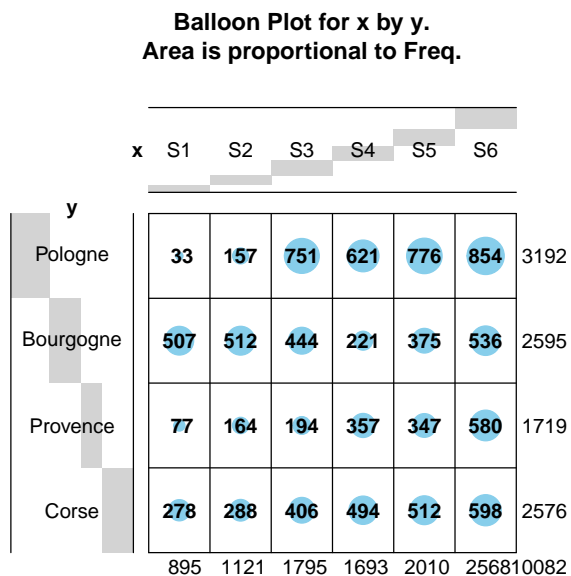 Balloon Plot for x by y.
Area is proportional to Freq.
x S1 S2 S3 S4 S5 S6
y
Pologne 33 157 751 621 776 854 3192
Bourgogne 507 512 444 221 375 536 2595
Provence 77 164 194 357 347 580 1719
Corse 278 288 406 494 512 598 2576
895 1121 1795 1693 2010 2568 10082